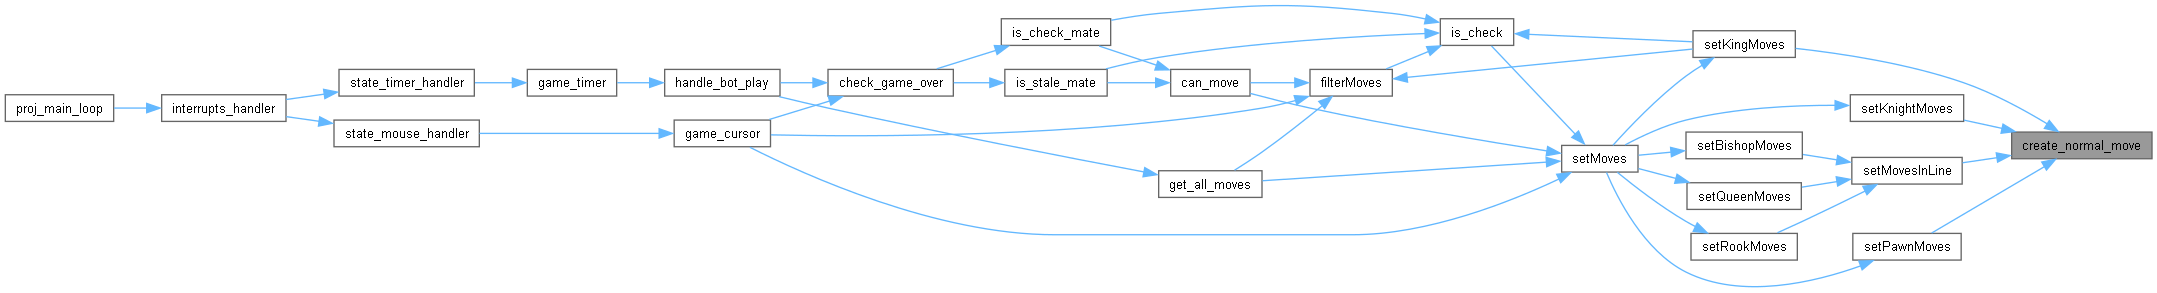 proj_main_loop
interrupts_handler
state_timer_handler
state_mouse_handler
game_timer
handle_bot_play
game_cursor
check_game_over
is_check_mate
is_stale_mate
can_move
get_all_moves
filterMoves
is_check
setMoves
setKingMoves
setKnightMoves
setBishopMoves
setQueenMoves
setRookMoves
setMovesInLine
setPawnMoves
create_normal_move